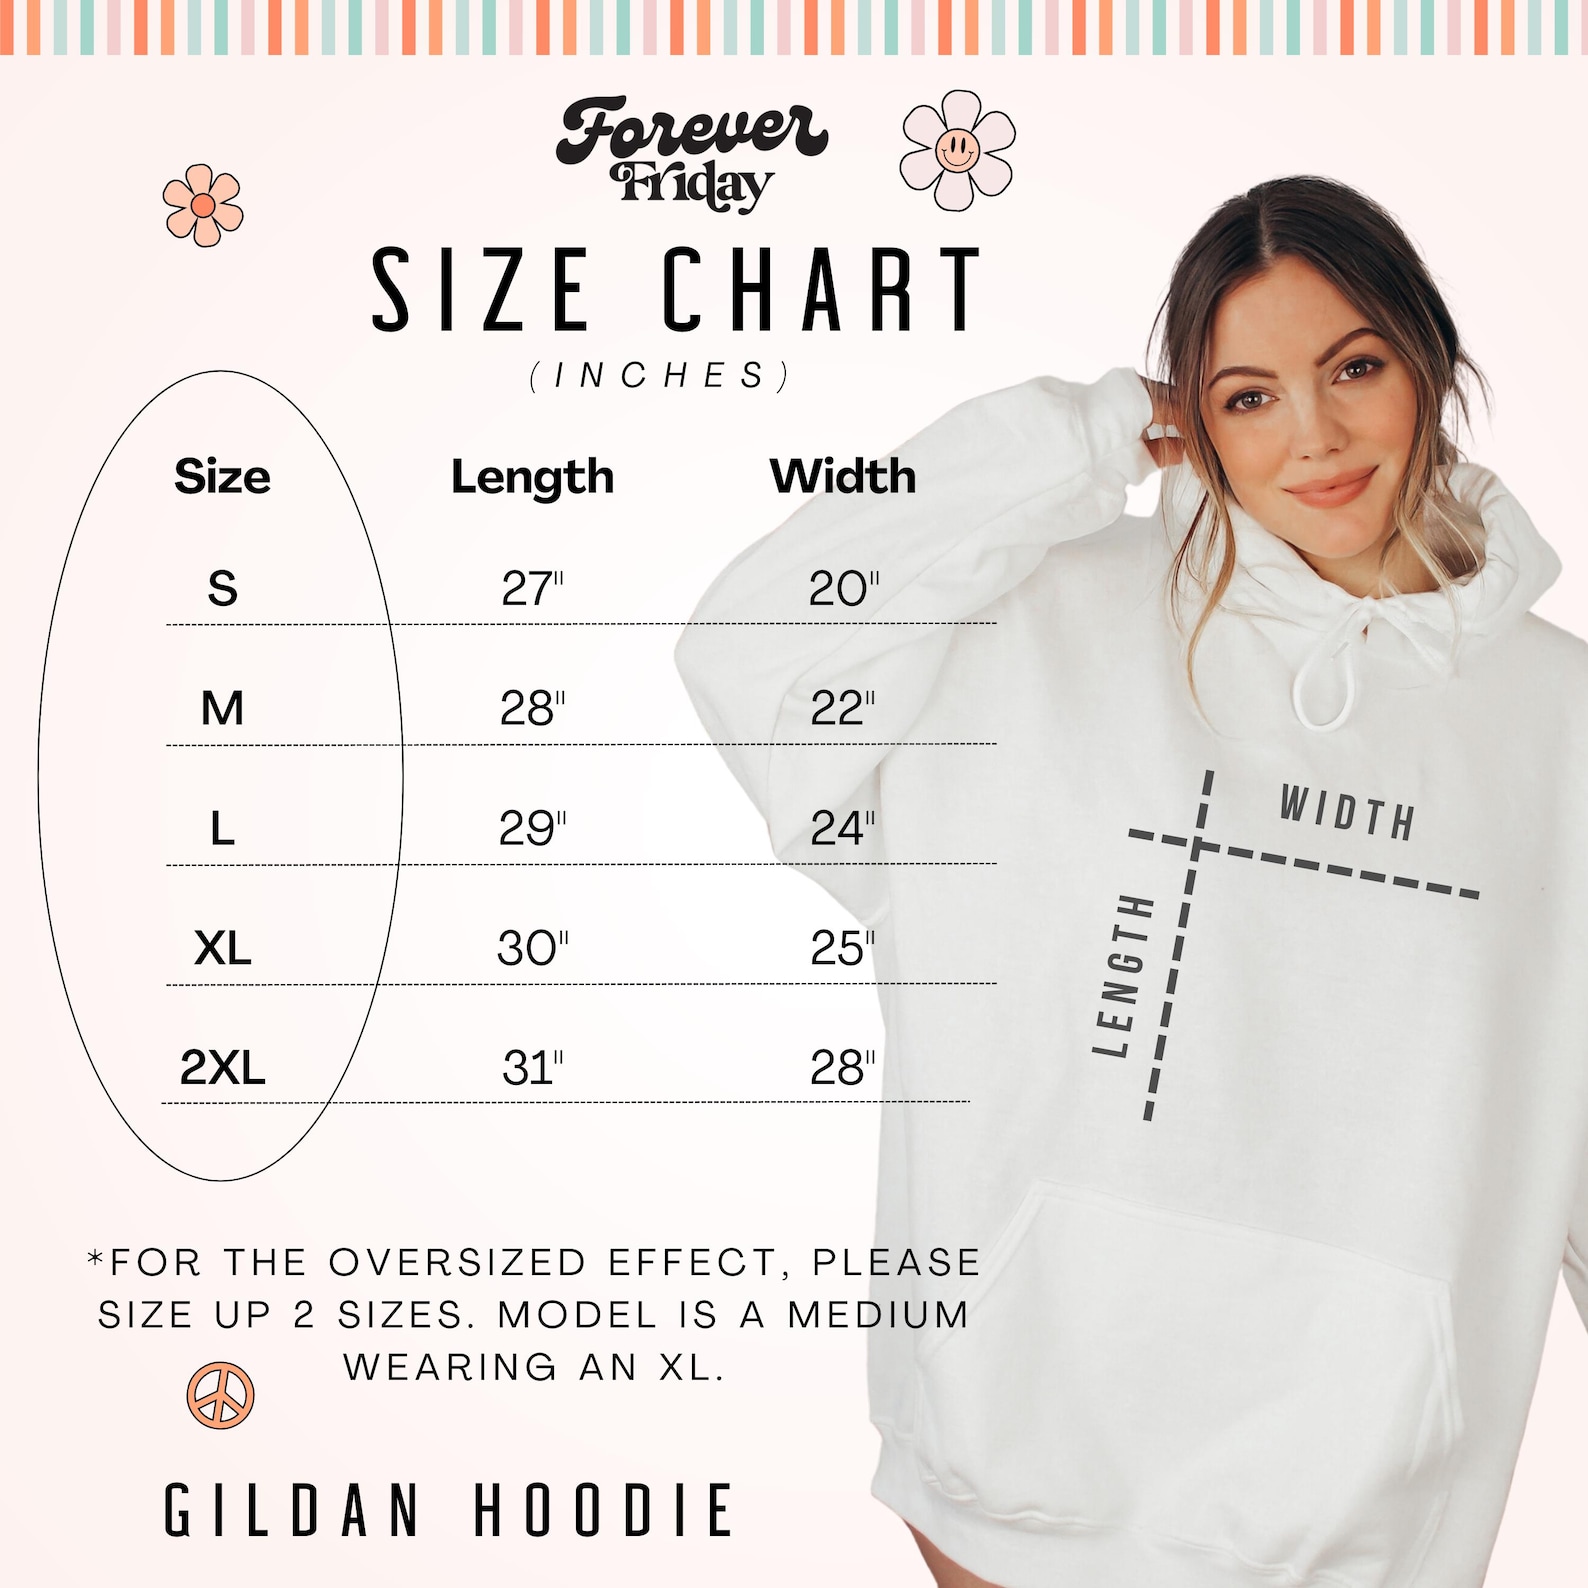 Forever
Friday
SIZE CHART
(INCHES)
Size Length Width
S 27" 20"
M 28" 22"
L 29" 24"
XL 30" 25"
2XL 31" 28"
WIDTH
LENGTH
*FOR THE OVERSIZED EFFECT, PLEASE
SIZE UP 2 SIZES. MODEL IS A MEDIUM
WEARING AN XL.
GILDAN HOODIE